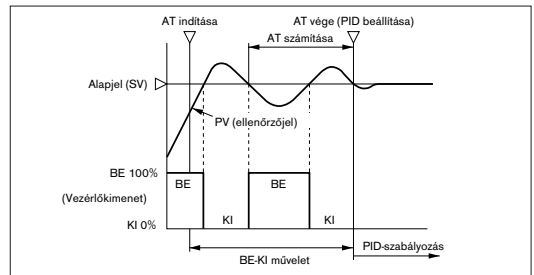 AT indítása
AT vége (PID beállítása)
AT számítása
Alapjel (SV)
PV (ellenőrzőjel)
BE 100%
BE
BE
(Vezérlőkimenet)
KI 0%
KI
KI
BE-KI művelet
PID-szabályozás